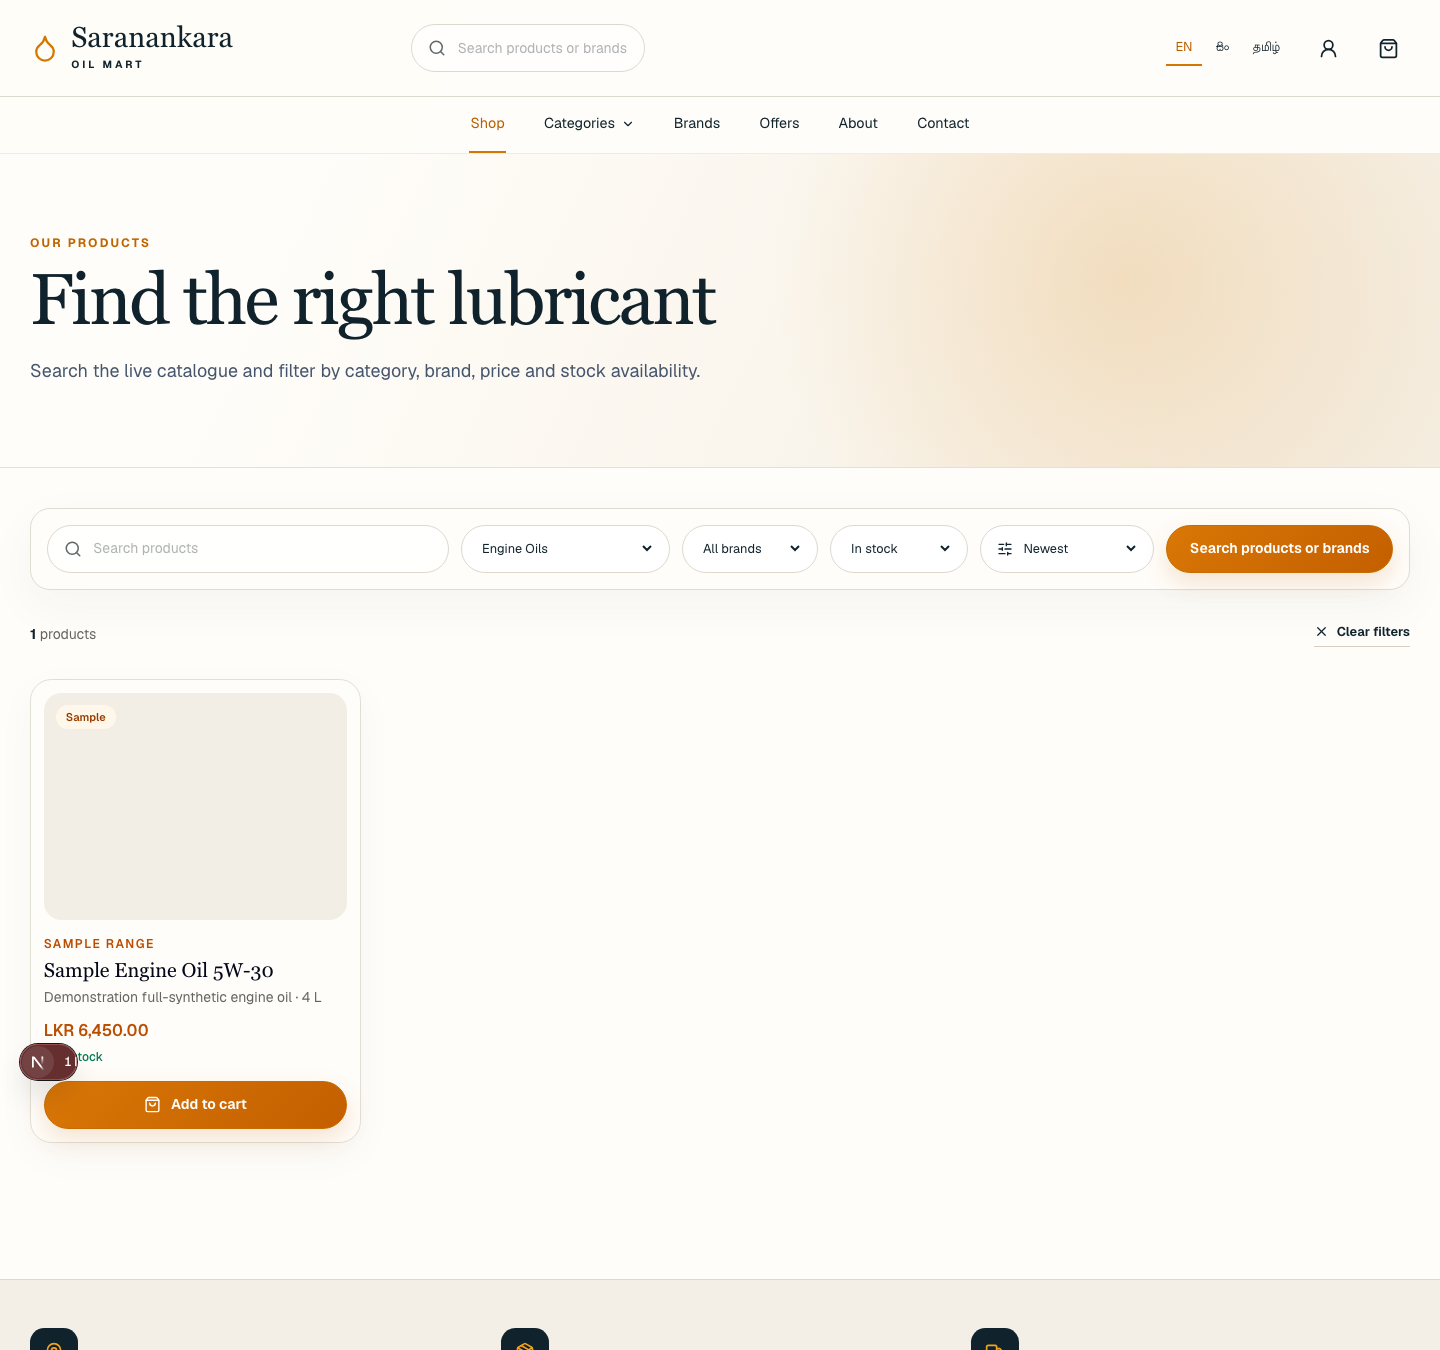 Saranankara
OIL MART
Search products or brands
EN සිං தமிழ்
Shop Categories Brands Offers About Contact
OUR PRODUCTS
Find the right lubricant
Search the live catalogue and filter by category, brand, price and stock availability.
Search products Engine Oils All brands In stock Newest Search products or brands
1 products
Clear filters
Sample
SAMPLE RANGE
Sample Engine Oil 5W-30
Demonstration full-synthetic engine oil · 4 L
LKR 6,450.00
N 1
tock
Add to cart